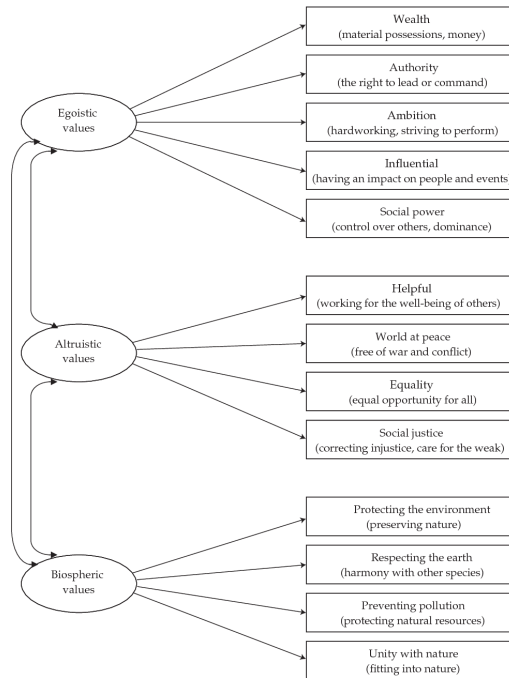 Wealth
(material possessions, money)
Authority
(the right to lead or command)
Egoistic
values
Ambition
(hardworking, striving to perform)
Influential
(having an impact on people and events)
Social power
(control over others, dominance)
Helpful
(working for the well-being of others)
Altruistic
values
World at peace
(free of war and conflict)
Equality
(equal opportunity for all)
Social justice
(correcting injustice, care for the weak)
Protecting the environment
(preserving nature)
Biospheric
values
Respecting the earth
(harmony with other species)
Preventing pollution
(protecting natural resources)
Unity with nature
(fitting into nature)